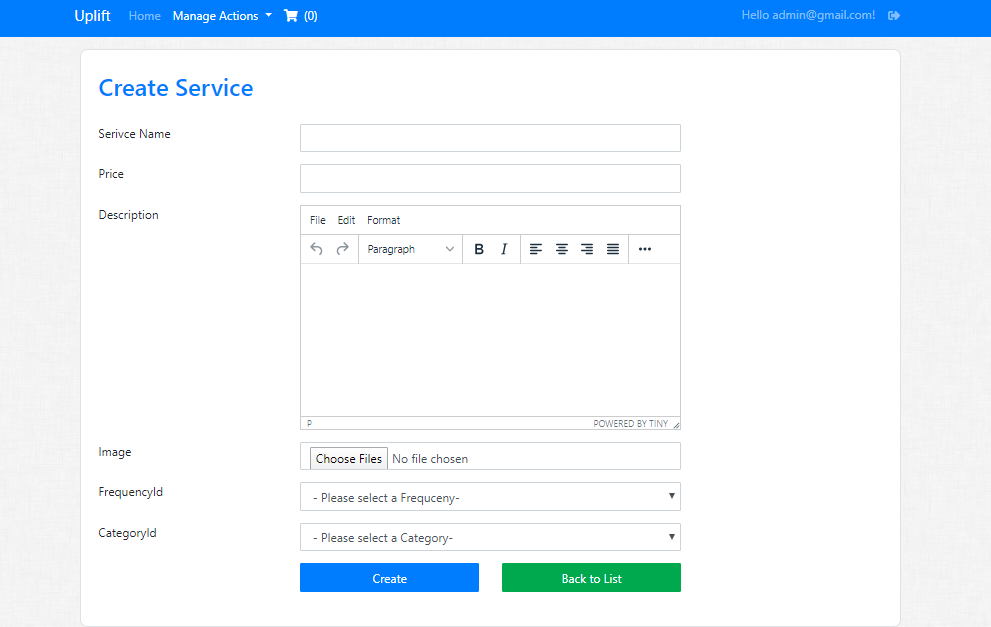 Uplift Home Manage Actions (0) Hello admin@gmail.com!
Create Service
Serivce Name
Price
Description
File Edit Format
Paragraph B I
P POWERED BY TINY
Image Choose Files No file chosen
FrequencyId - Please select a Frequceny-
CategoryId - Please select a Category-
Create Back to List